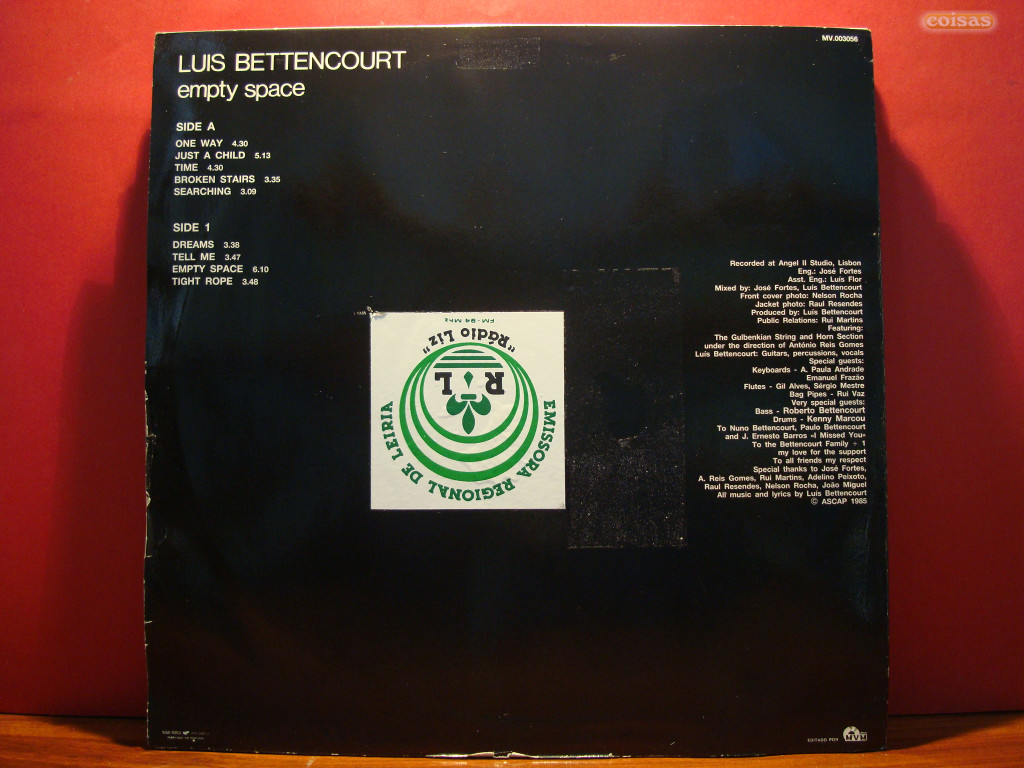 coisas
MV.003056
LUIS BETTENCOURT
empty space
SIDE A
ONE WAY 4.30
JUST A CHILD 5.13
TIME 4.30
BROKEN STAIRS 3.35
SEARCHING 3.09
SIDE 1
DREAMS 3.38
TELL ME 3.47
EMPTY SPACE 6.10
TIGHT ROPE 3.48
Recorded at Angel II Studio, Lisbon
Eng.: José Fortes
Asst. Eng.: Luís Flor
Mixed by: José Fortes, Luis Bettencourt
Front cover photo: Nelson Rocha
Jacket photo: Raul Resendes
Produced by: Luis Bettencourt
Public Relations: Rui Martins
Featuring:
The Gulbenkian String and Horn Section
under the direction of António Reis Gomes
Luis Bettencourt: Guitars, percussions, vocals
Special guests:
Keyboards - A. Paula Andrade
Emanuel Frazão
Flutes - Gil Alves, Sérgio Mestre
Bag Pipes - Rui Vaz
Very special guests:
Bass - Roberto Bettencourt
Drums - Kenny Marcou
To Nuno Bettencourt, Paulo Bettencourt
and J. Ernesto Barros «I Missed You»
To the Bettencourt Family + 1
my love for the support
To all friends my respect
Special thanks to José Fortes,
A. Reis Gomes, Rui Martins, Adelino Peixoto,
Raul Resendes, Nelson Rocha, João Miguel
All music and lyrics by Luis Bettencourt
© ASCAP 1985
EMISSORA REGIONAL DE LEIRIA
R.L
"Rádio Liz"
FM - 94 Mhz
EDITADO POR
MVM